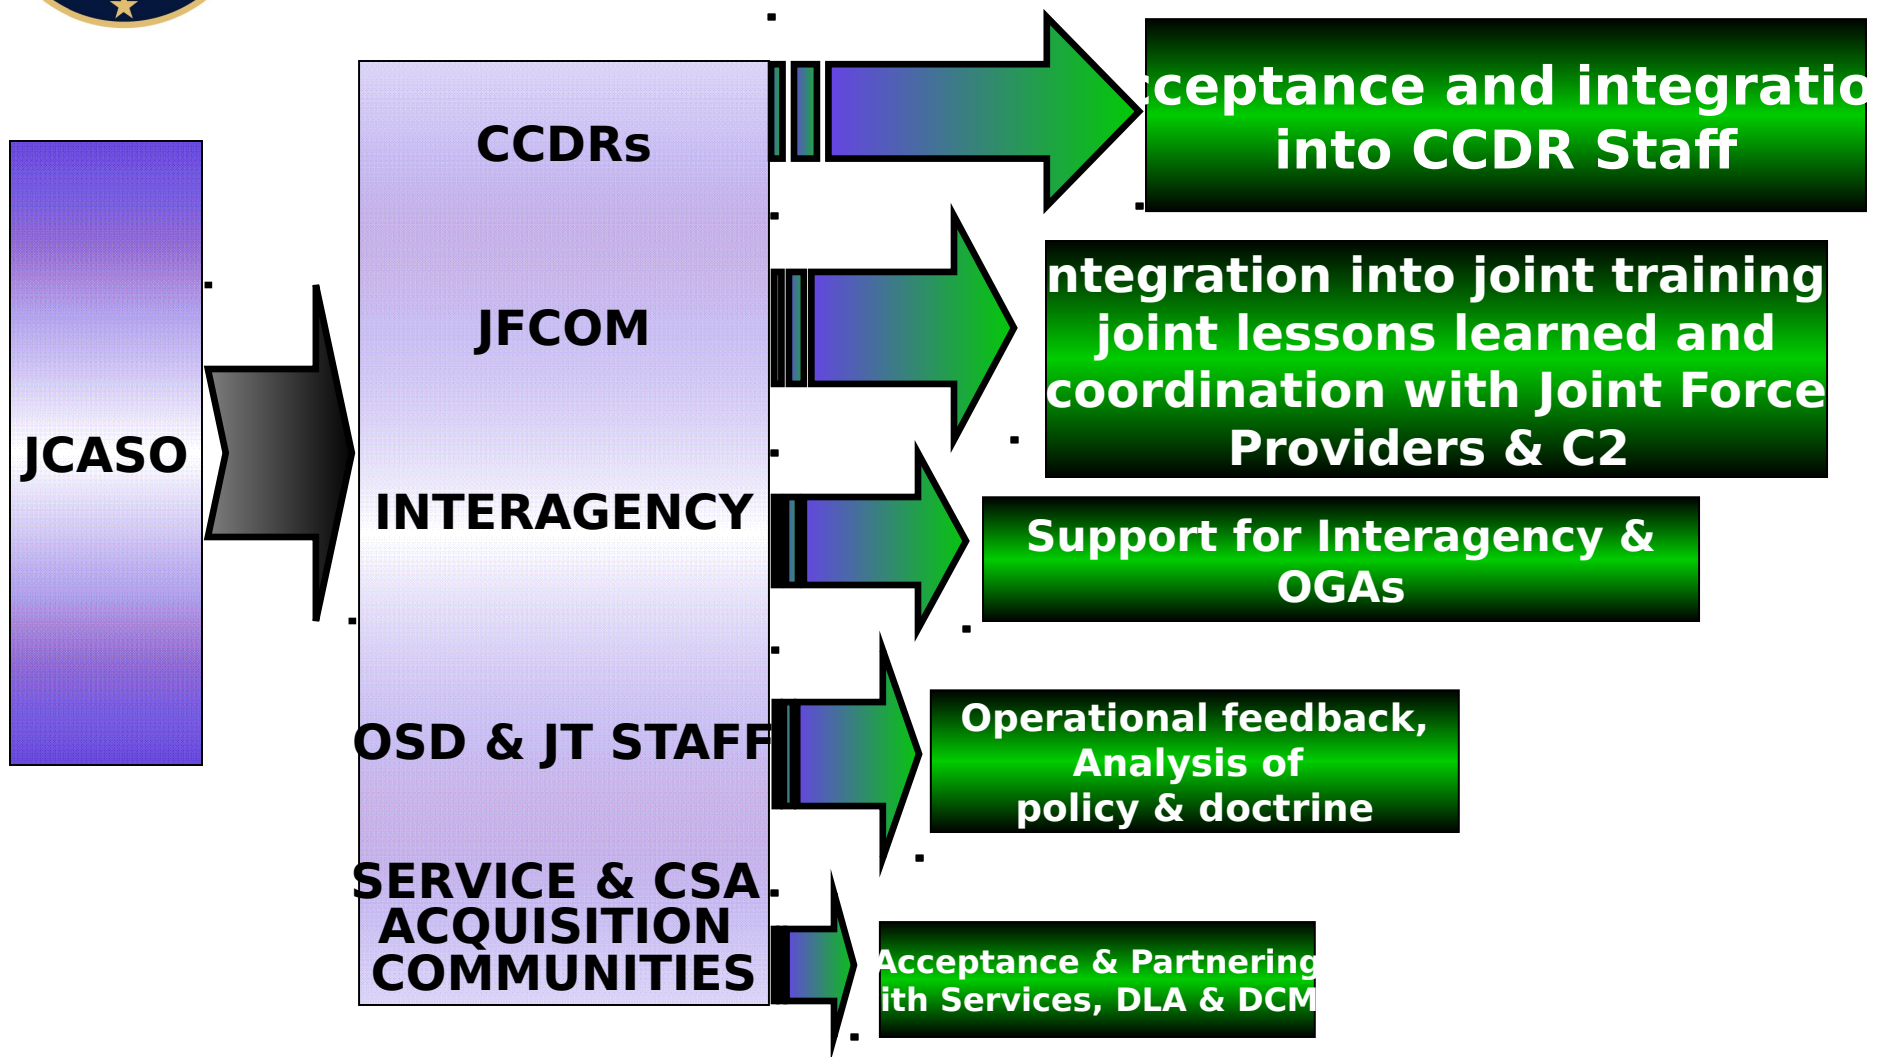 JCASO
CCDRs
JFCOM
INTERAGENCY
OSD & JT STAFF
SERVICE & CSA
ACQUISITION
COMMUNITIES
cceptance and integratio
into CCDR Staff
ntegration into joint training
joint lessons learned and
coordination with Joint Force
Providers & C2
Support for Interagency &
OGAs
Operational feedback,
Analysis of
policy & doctrine
Acceptance & Partnering
ith Services, DLA & DCM